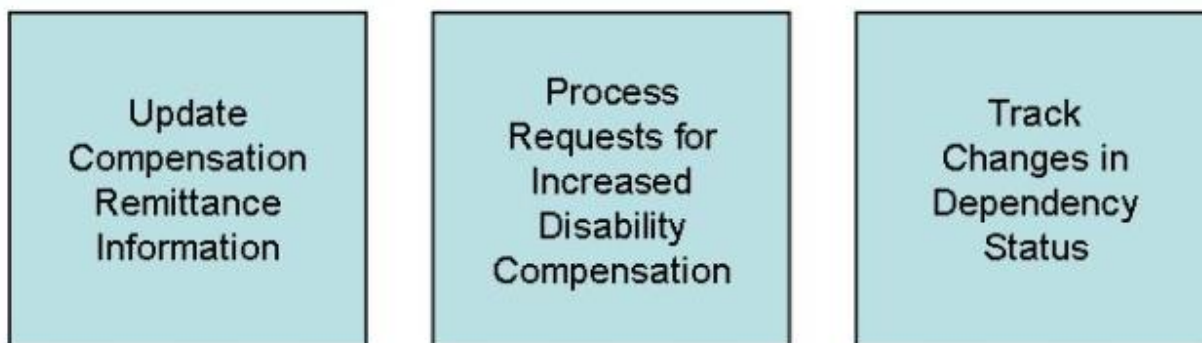 Update
Compensation
Remittance
Information
Process
Requests for
Increased
Disability
Compensation
Track
Changes in
Dependency
Status